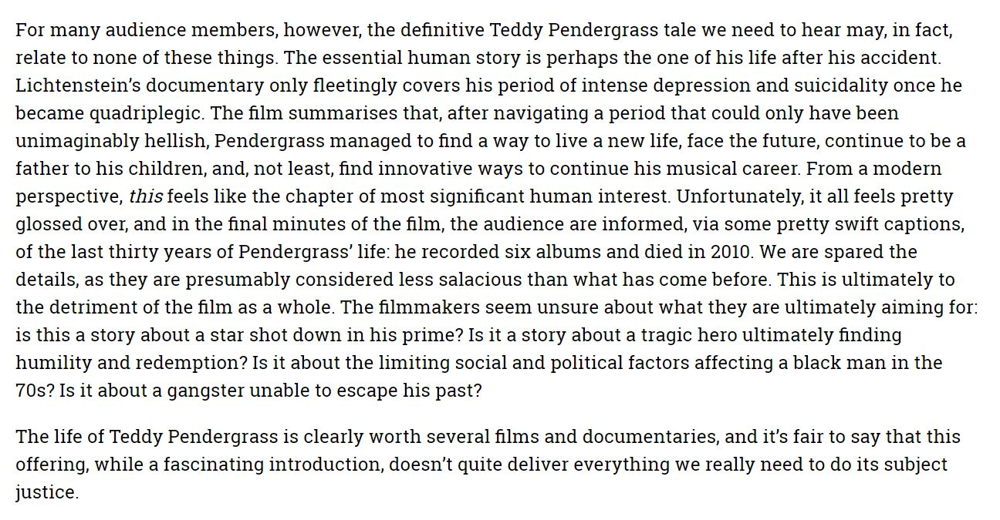 For many audience members, however, the definitive Teddy Pendergrass tale we need to hear may, in fact,
relate to none of these things. The essential human story is perhaps the one of his life after his accident.
Lichtenstein’s documentary only fleetingly covers his period of intense depression and suicidality once he
became quadriplegic. The film summarises that, after navigating a period that could only have been
unimaginably hellish, Pendergrass managed to find a way to live a new life, face the future, continue to be a
father to his children, and, not least, find innovative ways to continue his musical career. From a modern
perspective, this feels like the chapter of most significant human interest. Unfortunately, it all feels pretty
glossed over, and in the final minutes of the film, the audience are informed, via some pretty swift captions,
of the last thirty years of Pendergrass’ life: he recorded six albums and died in 2010. We are spared the
details, as they are presumably considered less salacious than what has come before. This is ultimately to
the detriment of the film as a whole. The filmmakers seem unsure about what they are ultimately aiming for:
is this a story about a star shot down in his prime? Is it a story about a tragic hero ultimately finding
humility and redemption? Is it about the limiting social and political factors affecting a black man in the
70s? Is it about a gangster unable to escape his past?
The life of Teddy Pendergrass is clearly worth several films and documentaries, and it’s fair to say that this
offering, while a fascinating introduction, doesn’t quite deliver everything we really need to do its subject
justice.